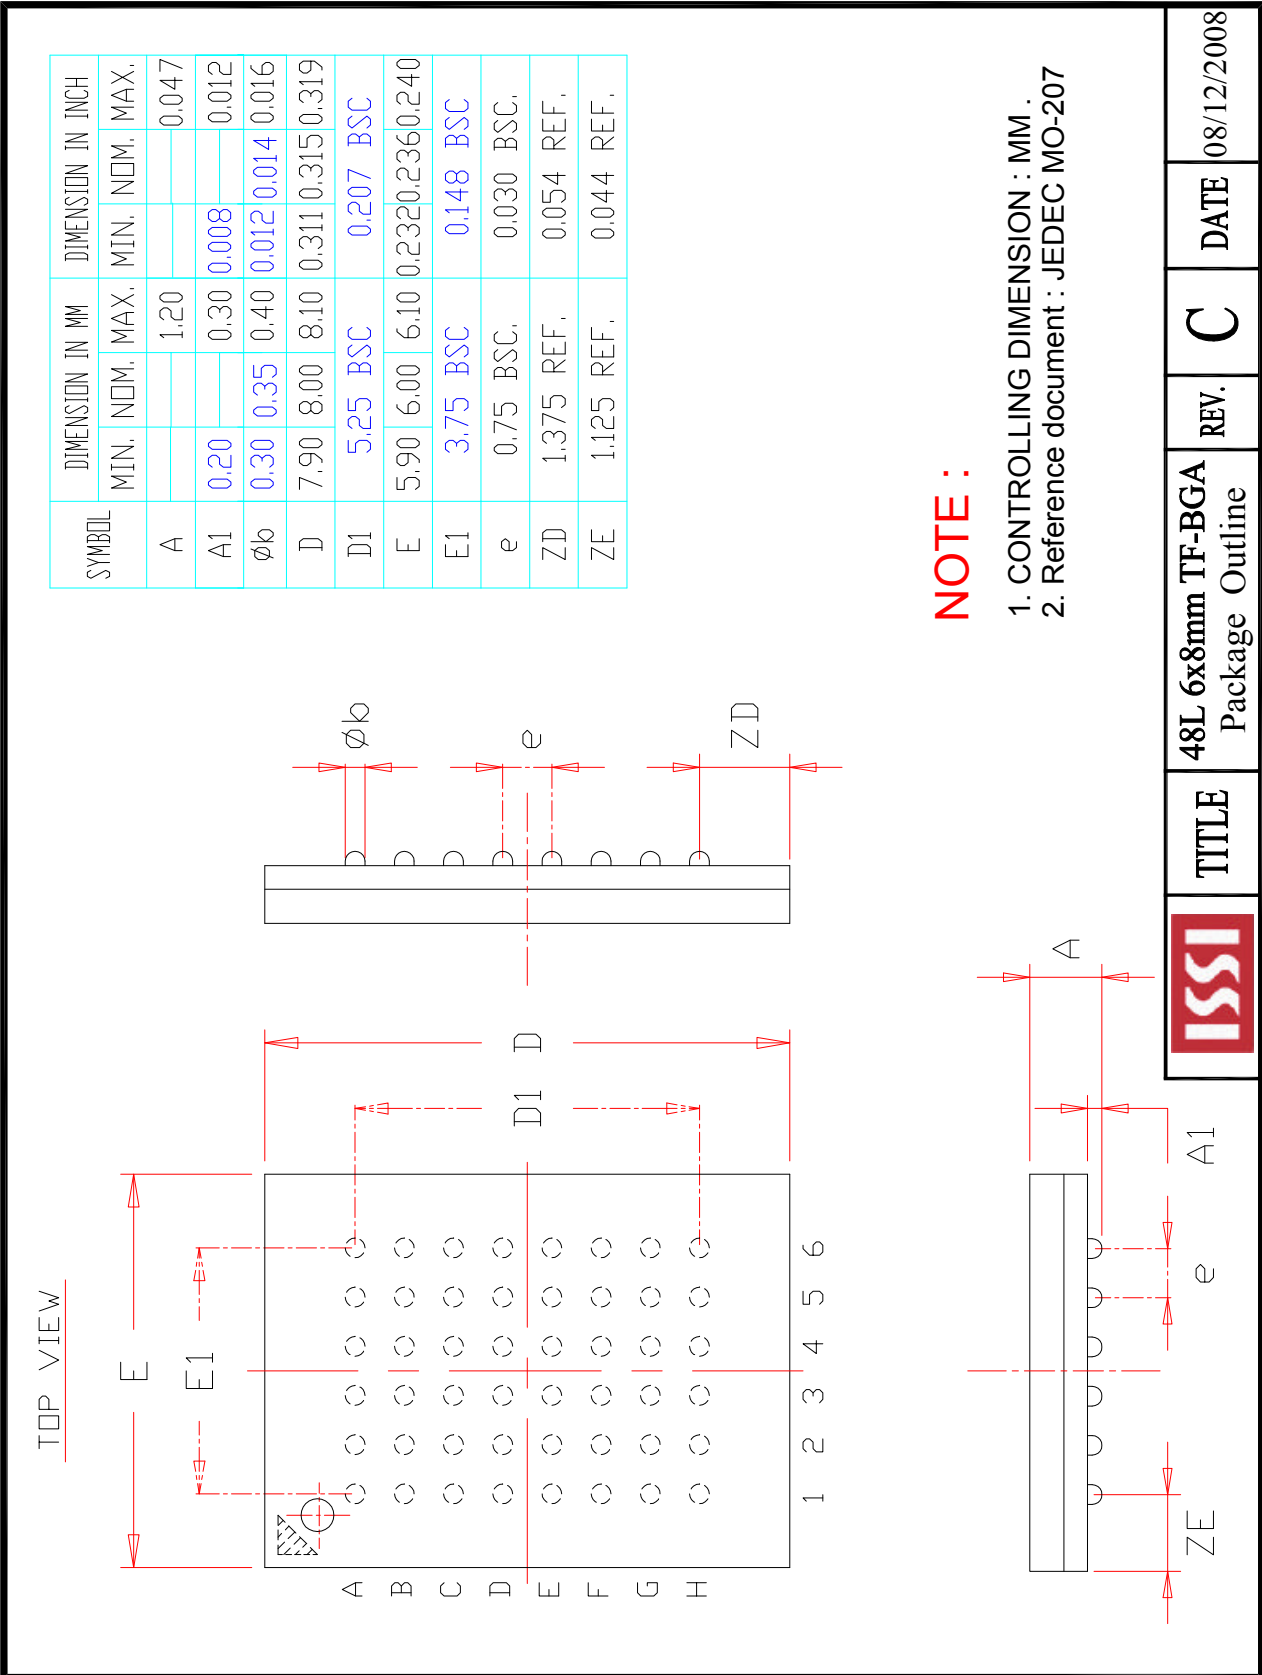 TOP VIEW
E
E1
D
D1
A
B
C
D
E
F
G
H
1 2 3 4 5 6
Øb
e
ZD
A
A1
e
ZE
SYMBOL DIMENSION IN MM DIMENSION IN INCH
MIN. NOM. MAX. MIN. NOM. MAX.
A 1.20 0.047
A1 0.20 0.30 0.008 0.012
Øb 0.30 0.35 0.40 0.012 0.014 0.016
D 7.90 8.00 8.10 0.311 0.315 0.319
D1 5.25 BSC 0.207 BSC
E 5.90 6.00 6.10 0.232 0.236 0.240
E1 3.75 BSC 0.148 BSC
e 0.75 BSC. 0.030 BSC.
ZD 1.375 REF. 0.054 REF.
ZE 1.125 REF. 0.044 REF.
NOTE :
1. CONTROLLING DIMENSION : MM .
2. Reference document : JEDEC MO-207
ISSI
TITLE
48L 6x8mm TF-BGA
Package Outline
REV.
C
DATE
08/12/2008